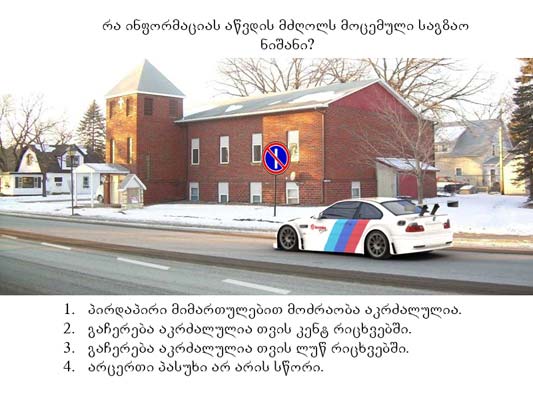 რა ინფორმაციას აწვდის მძღოლს მოცემული საგზაო
ნიშანი?
1. პირდაპირი მიმართულებით მოძრაობა აკრძალულია.
2. გაჩერება აკრძალულია თვის კენტ რიცხვებში.
3. გაჩერება აკრძალულია თვის ლუწ რიცხვებში.
4. არცერთი პასუხი არ არის სწორი.